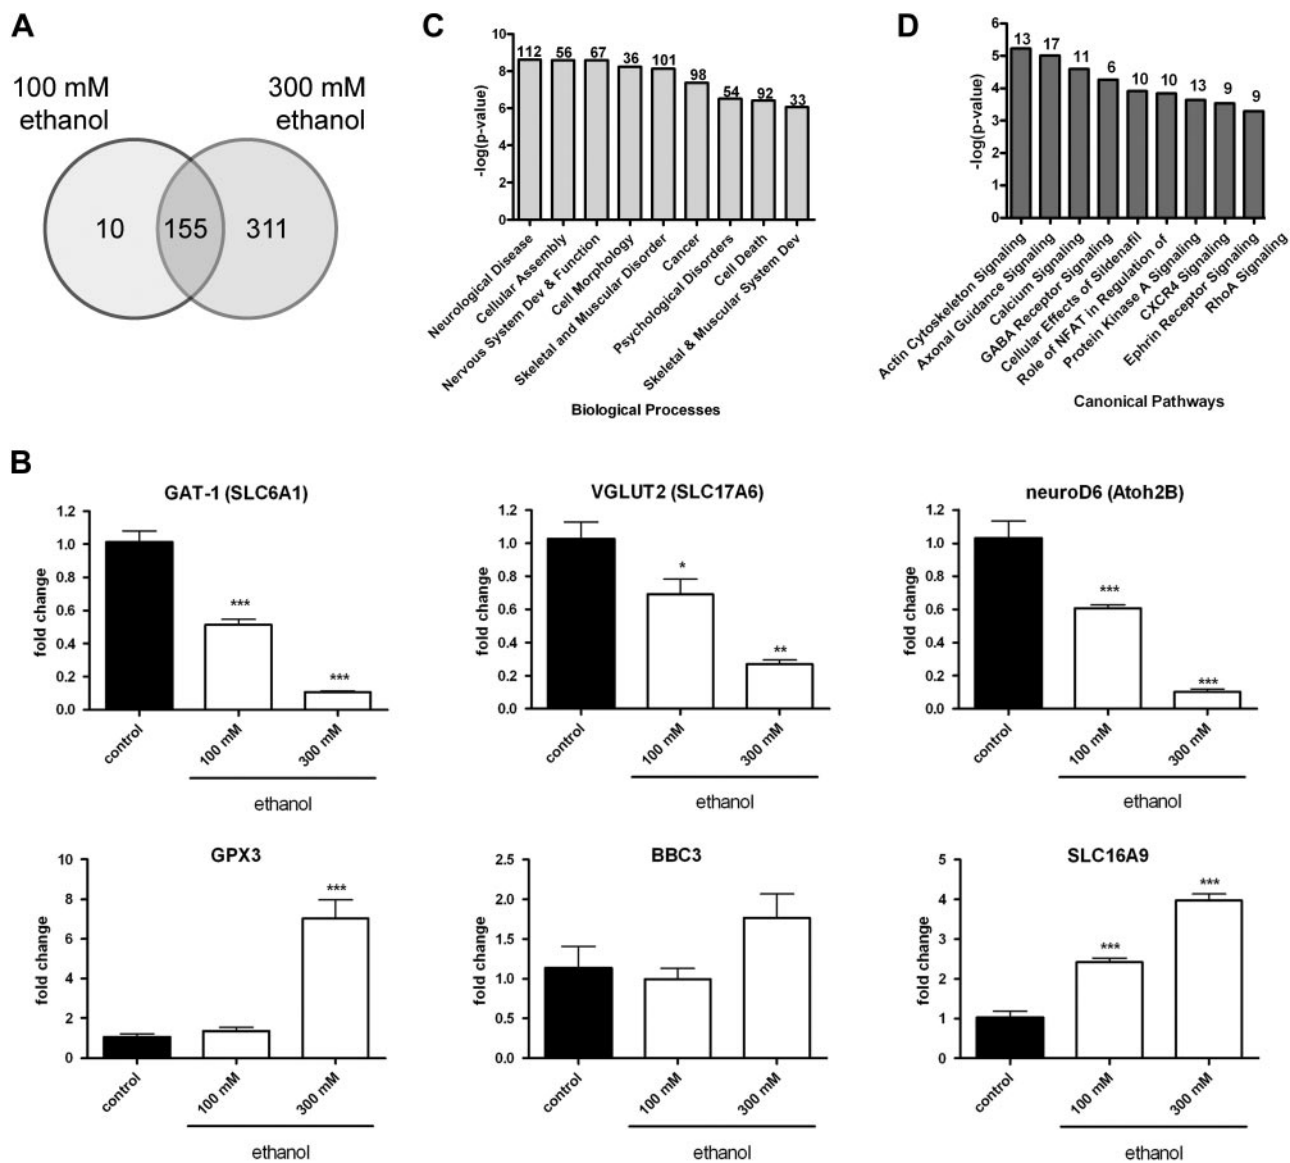 A
100 mM
ethanol
300 mM
ethanol
10
155
311
C
-log(p-value)
10
8
6
4
2
0
112
56
67
36
101
98
54
92
33
Neurological Disease
Cellular Assembly
Nervous System Dev & Function
Cell Morphology
Skeletal and Muscular Disorder
Cancer
Psychological Disorders
Cell Death
Skeletal & Muscular System Dev
Biological Processes
D
-log(p-value)
6
5
4
3
2
1
0
13
17
11
6
10
10
13
9
9
Actin Cytoskeleton Signaling
Axonal Guidance Signaling
Calcium Signaling
GABA Receptor Signaling
Cellular Effects of Sildenafil
Role of NFAT in Regulation of
Protein Kinase A Signaling
CXCR4 Signaling
Ephrin Receptor Signaling
RhoA Signaling
Canonical Pathways
B
GAT-1 (SLC6A1)
fold change
1.2
1.0
0.8
0.6
0.4
0.2
0.0
***
***
control
100 mM
300 mM
ethanol
VGLUT2 (SLC17A6)
fold change
1.2
1.0
0.8
0.6
0.4
0.2
0.0
*
**
control
100 mM
300 mM
ethanol
neuroD6 (Atoh2B)
fold change
1.2
1.0
0.8
0.6
0.4
0.2
0.0
***
***
control
100 mM
300 mM
ethanol
GPX3
fold change
10
8
6
4
2
0
***
control
100 mM
300 mM
ethanol
BBC3
fold change
2.5
2.0
1.5
1.0
0.5
0.0
control
100 mM
300 mM
ethanol
SLC16A9
fold change
5
4
3
2
1
0
***
***
control
100 mM
300 mM
ethanol